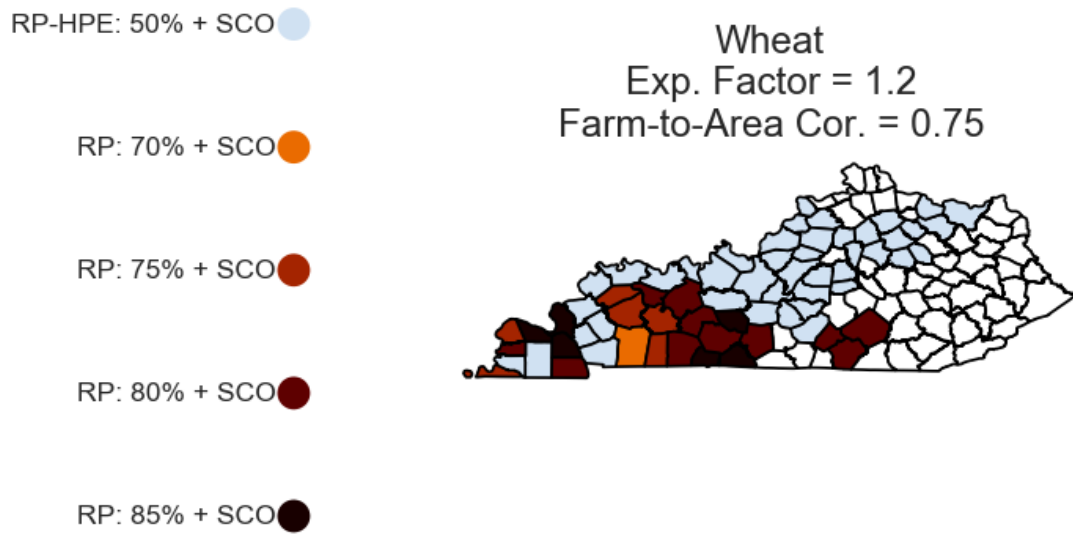 RP-HPE: 50% + SCO
Wheat
Exp. Factor = 1.2
Farm-to-Area Cor. = 0.75
RP: 70% + SCO
RP: 75% + SCO
RP: 80% + SCO
RP: 85% + SCO